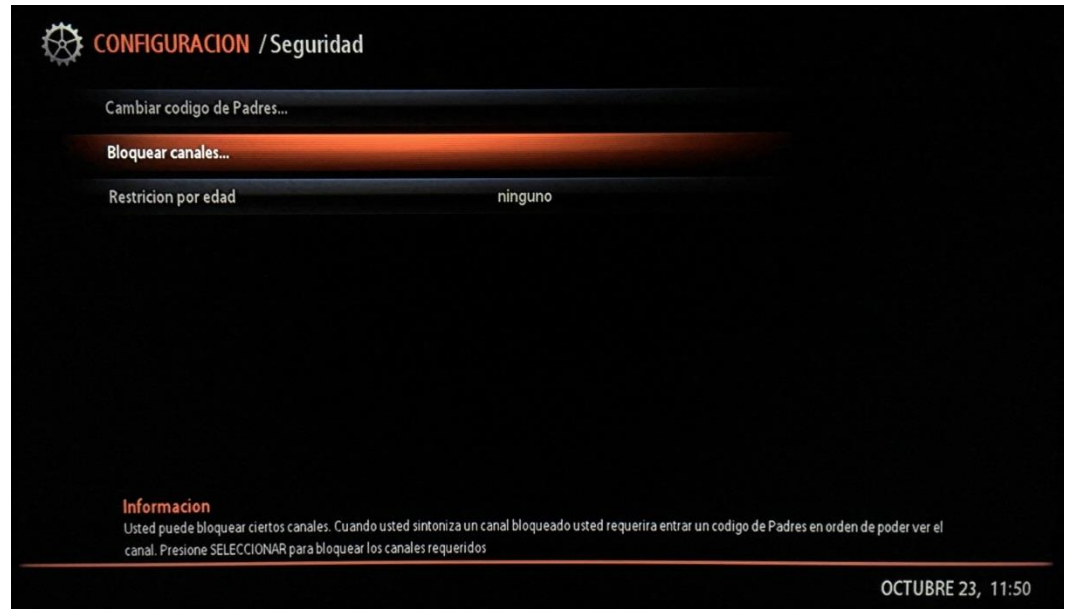 CONFIGURACION / Seguridad
Cambiar codigo de Padres...
Bloquear canales...
Restricion por edad ninguno
Informacion
Usted puede bloquear ciertos canales. Cuando usted sintoniza un canal bloqueado usted requerira entrar un codigo de Padres en orden de poder ver el
canal. Presione SELECCIONAR para bloquear los canales requeridos
OCTUBRE 23, 11:50